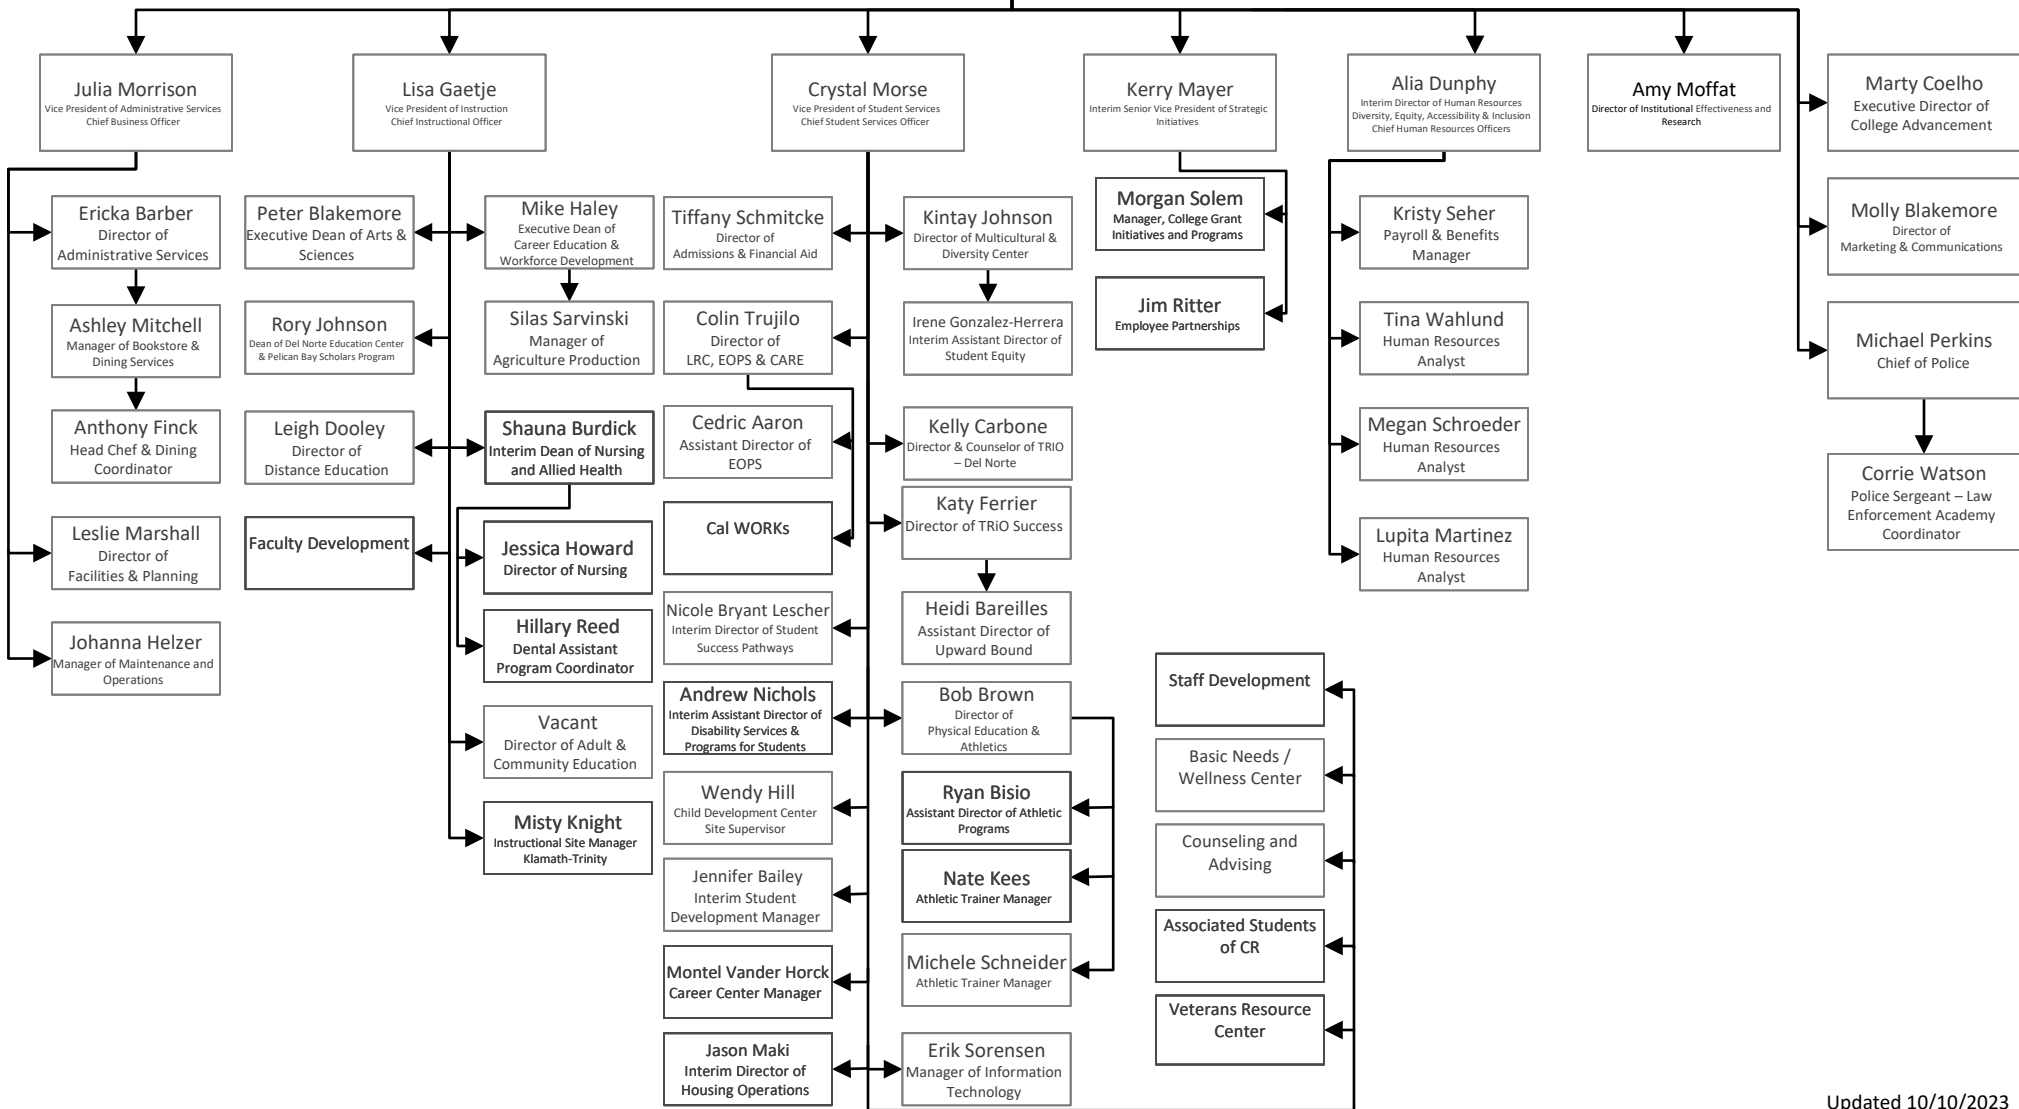 Julia Morrison
Vice President of Administrative Services
Chief Business Officer
Lisa Gaetje
Vice President of Instruction
Chief Instructional Officer
Crystal Morse
Vice President of Student Services
Chief Student Services Officer
Kerry Mayer
Interim Senior Vice President of Strategic
Initiatives
Alia Dunphy
Interim Director of Human Resources
Diversity, Equity, Accessibility & Inclusion
Chief Human Resources Officers
Amy Moffat
Director of Institutional Effectiveness and
Research
Marty Coelho
Executive Director of
College Advancement
Ericka Barber
Director of
Administrative Services
Ashley Mitchell
Manager of Bookstore &
Dining Services
Anthony Finck
Head Chef & Dining
Coordinator
Leslie Marshall
Director of
Facilities & Planning
Johanna Helzer
Manager of Maintenance and
Operations
Peter Blakemore
Executive Dean of Arts &
Sciences
Rory Johnson
Dean of Del Norte Education Center
& Pelican Bay Scholars Program
Leigh Dooley
Director of
Distance Education
Faculty Development
Mike Haley
Executive Dean of
Career Education &
Workforce Development
Silas Sarvinski
Manager of
Agriculture Production
Shauna Burdick
Interim Dean of Nursing
and Allied Health
Jessica Howard
Director of Nursing
Hillary Reed
Dental Assistant
Program Coordinator
Vacant
Director of Adult &
Community Education
Misty Knight
Instructional Site Manager
Klamath-Trinity
Tiffany Schmitcke
Director of
Admissions & Financial Aid
Colin Trujilo
Director of
LRC, EOPS & CARE
Cedric Aaron
Assistant Director of
EOPS
Cal WORKs
Nicole Bryant Lescher
Interim Director of Student
Success Pathways
Andrew Nichols
Interim Assistant Director of
Disability Services &
Programs for Students
Wendy Hill
Child Development Center
Site Supervisor
Jennifer Bailey
Interim Student
Development Manager
Montel Vander Horck
Career Center Manager
Jason Maki
Interim Director of
Housing Operations
Kintay Johnson
Director of Multicultural &
Diversity Center
Irene Gonzalez-Herrera
Interim Assistant Director of
Student Equity
Kelly Carbone
Director & Counselor of TRIO
– Del Norte
Katy Ferrier
Director of TRiO Success
Heidi Bareilles
Assistant Director of
Upward Bound
Bob Brown
Director of
Physical Education &
Athletics
Ryan Bisio
Assistant Director of Athletic
Programs
Nate Kees
Athletic Trainer Manager
Michele Schneider
Athletic Trainer Manager
Erik Sorensen
Manager of Information
Technology
Morgan Solem
Manager, College Grant
Initiatives and Programs
Jim Ritter
Employee Partnerships
Staff Development
Basic Needs /
Wellness Center
Counseling and
Advising
Associated Students
of CR
Veterans Resource
Center
Kristy Seher
Payroll & Benefits
Manager
Tina Wahlund
Human Resources
Analyst
Megan Schroeder
Human Resources
Analyst
Lupita Martinez
Human Resources
Analyst
Molly Blakemore
Director of
Marketing & Communications
Michael Perkins
Chief of Police
Corrie Watson
Police Sergeant – Law
Enforcement Academy
Coordinator
Updated 10/10/2023